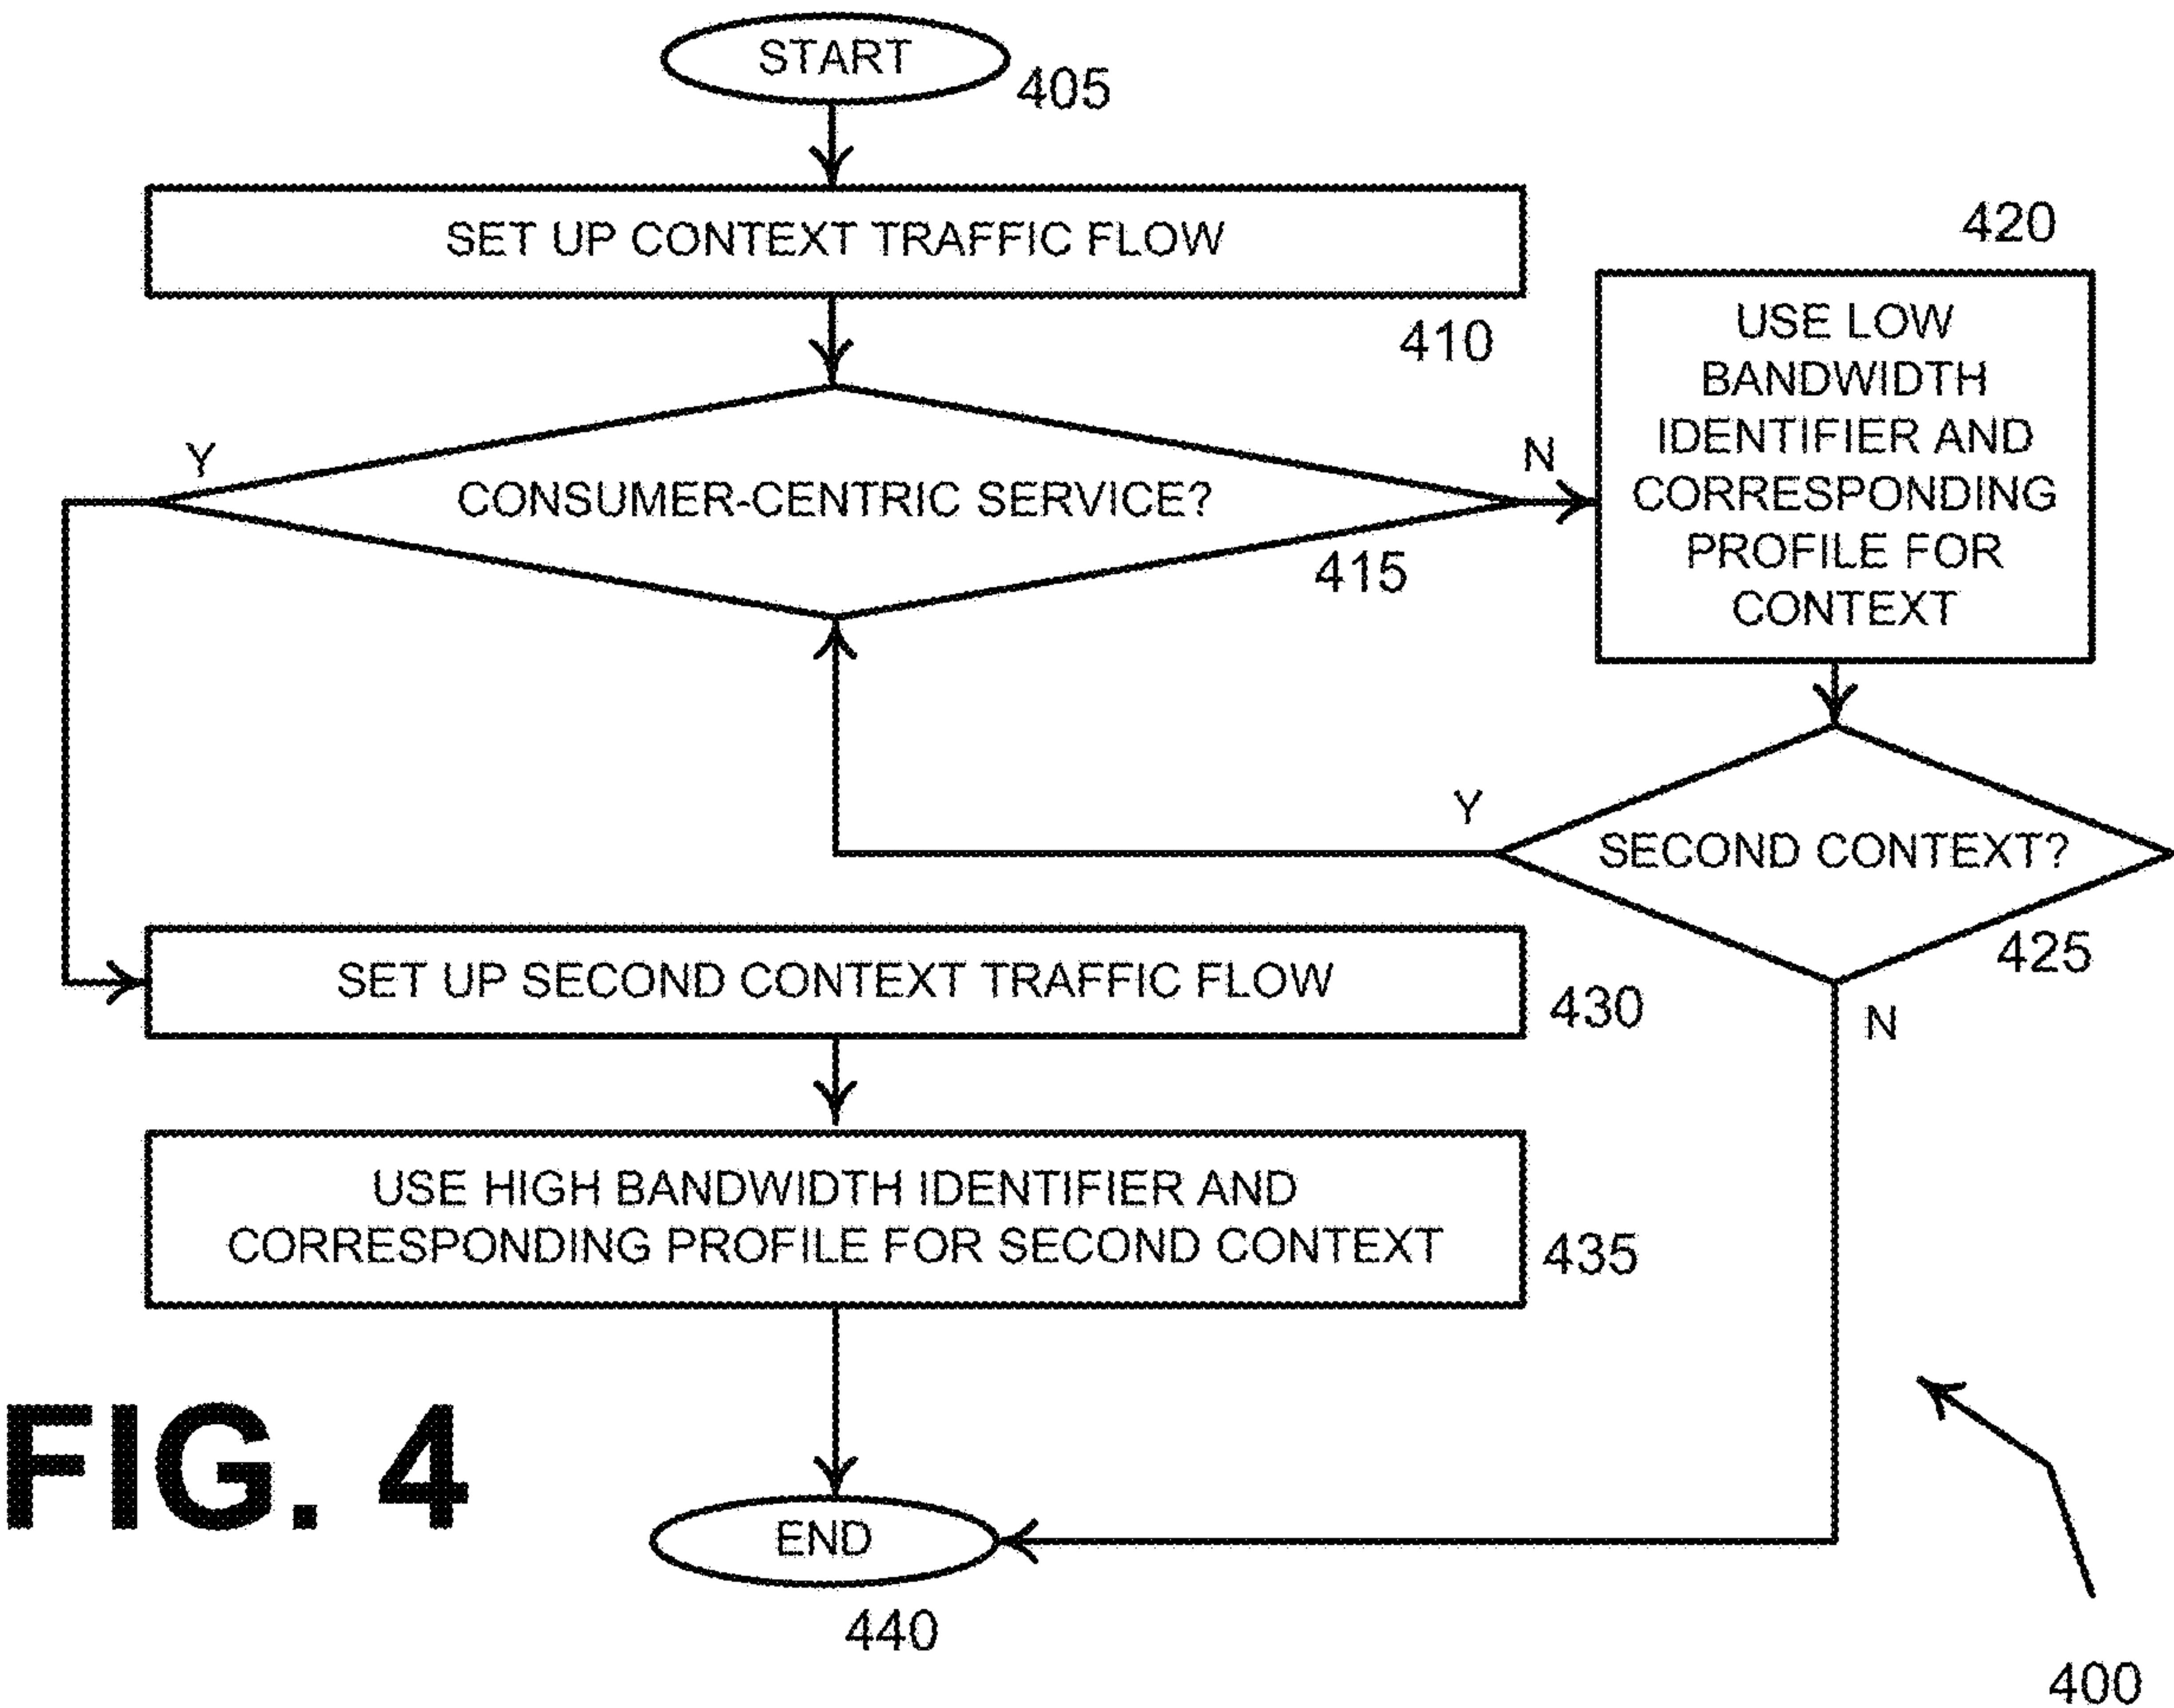 START
405
SET UP CONTEXT TRAFFIC FLOW
410
420
USE LOW
BANDWIDTH
IDENTIFIER AND
CORRESPONDING
PROFILE FOR
CONTEXT
Y
CONSUMER-CENTRIC SERVICE?
N
415
Y
SECOND CONTEXT?
425
N
SET UP SECOND CONTEXT TRAFFIC FLOW
430
USE HIGH BANDWIDTH IDENTIFIER AND
CORRESPONDING PROFILE FOR SECOND CONTEXT
435
END
440
FIG. 4
400